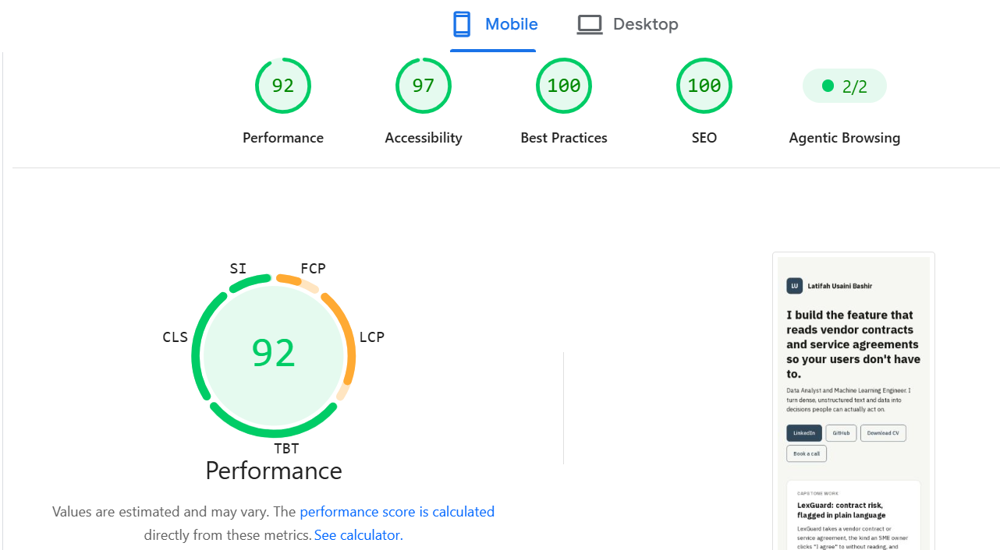 Mobile
Desktop
92
97
100
100
2/2
Performance
Accessibility
Best Practices
SEO
Agentic Browsing
SI
FCP
CLS
LCP
92
TBT
Performance
Values are estimated and may vary. The performance score is calculated
directly from these metrics. See calculator.
LU
Latifah Usaini Bashir
I build the feature that
reads vendor contracts
and service agreements
so your users don't have
to.
Data Analyst and Machine Learning Engineer. I
turn dense, unstructured text and data into
decisions people can actually act on.
LinkedIn
GitHub
Download CV
Book a call
CAPSTONE WORK
LexGuard: contract risk,
flagged in plain language
LexGuard takes a vendor contract or
service agreement, the kind an SME owner
clicks "I agree" to without reading, and